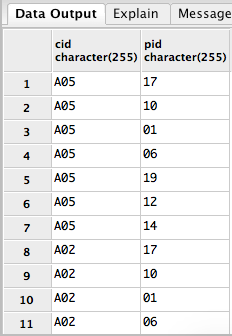 Data Output Explain Message
cid pid
character(255) character(255)
1 A05 17
2 A05 10
3 A05 01
4 A05 06
5 A05 19
6 A05 12
7 A05 14
8 A02 17
9 A02 10
10 A02 01
11 A02 06